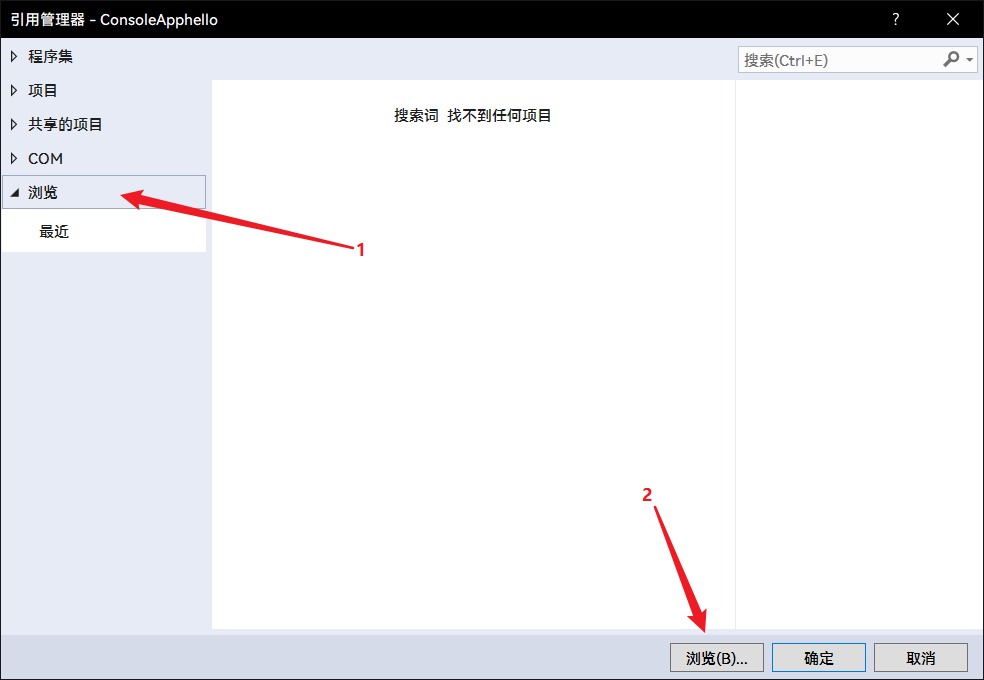 引用管理器 - ConsoleApphello
?
程序集
搜索(Ctrl+E)
项目
搜索词 找不到任何项目
共享的项目
COM
浏览
最近
1
2
浏览(B)...
确定
取消